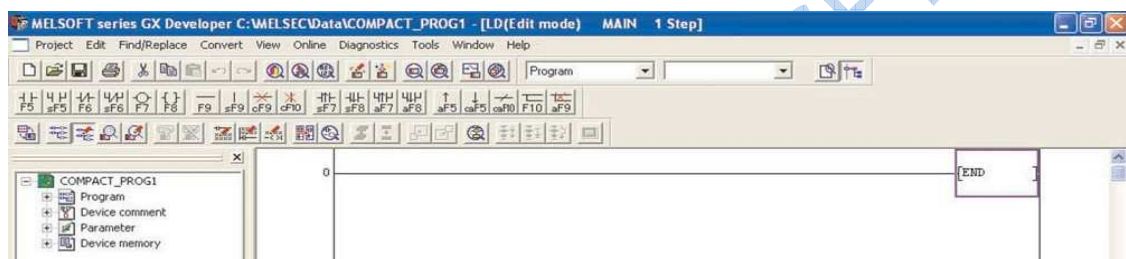 MELSOFT series GX Developer C:\MELSEC\Data\COMPACT_PROG1 - [LD(Edit mode) MAIN 1 Step]
Project Edit Find/Replace Convert View Online Diagnostics Tools Window Help
Program
F5 sF5 F6 sF6 F7 F8 F9 sF9 cF9 cF10 sF7 sF8 aF7 aF8 aF5 caF5 caF10 F10 aF9
0 [END ]
COMPACT_PROG1
Program
Device comment
Parameter
Device memory